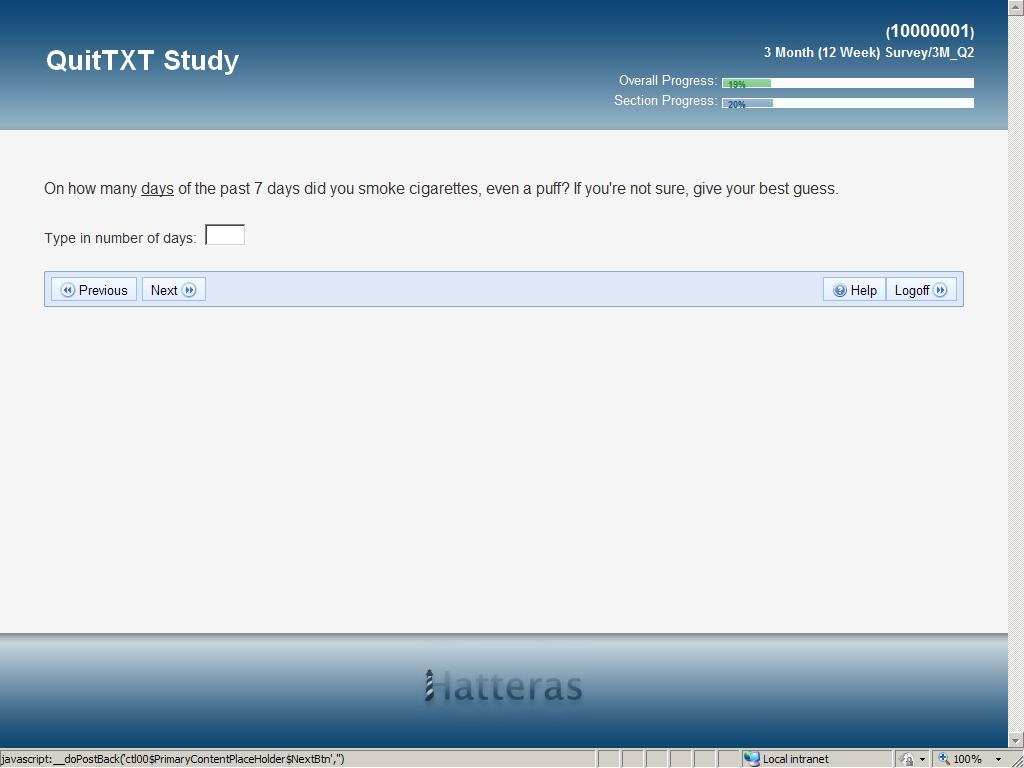 (10000001)
QuitTXT Study
3 Month (12 Week) Survey/3M_Q2
Overall Progress: 19%
Section Progress: 20%
On how many days of the past 7 days did you smoke cigarettes, even a puff? If you're not sure, give your best guess.
Type in number of days:
Previous Next Help Logoff
Hatteras
javascript:__doPostBack('ctl00$PrimaryContentPlaceHolder$NextBtn','') Local intranet 100%